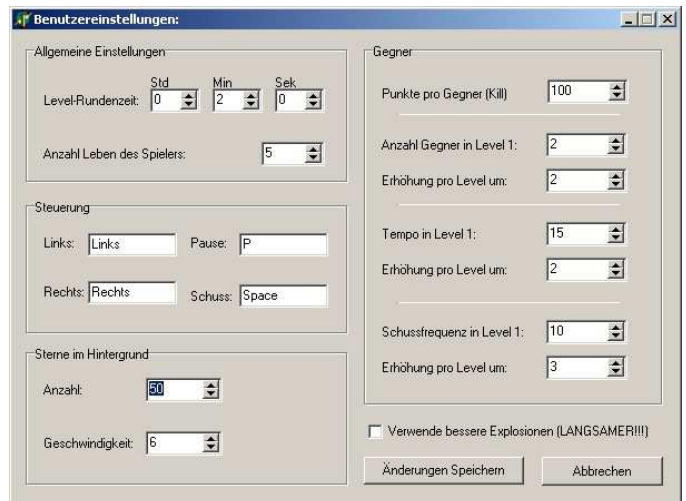 Benutzereinstellungen:
Allgemeine Einstellungen
Std Min Sek
Level-Rundenzeit: 0 2 0
Anzahl Leben des Spielers: 5
Steuerung
Links: Links Pause: P
Rechts: Rechts Schuss: Space
Sterne im Hintergrund
Anzahl: 50
Geschwindigkeit: 6
Gegner
Punkte pro Gegner (Kill) 100
Anzahl Gegner in Level 1: 2
Erhöhung pro Level um: 2
Tempo in Level 1: 15
Erhöhung pro Level um: 2
Schussfrequenz in Level 1: 10
Erhöhung pro Level um: 3
Verwende bessere Explosionen (LANGSAMER!!!)
Änderungen Speichern Abbrechen